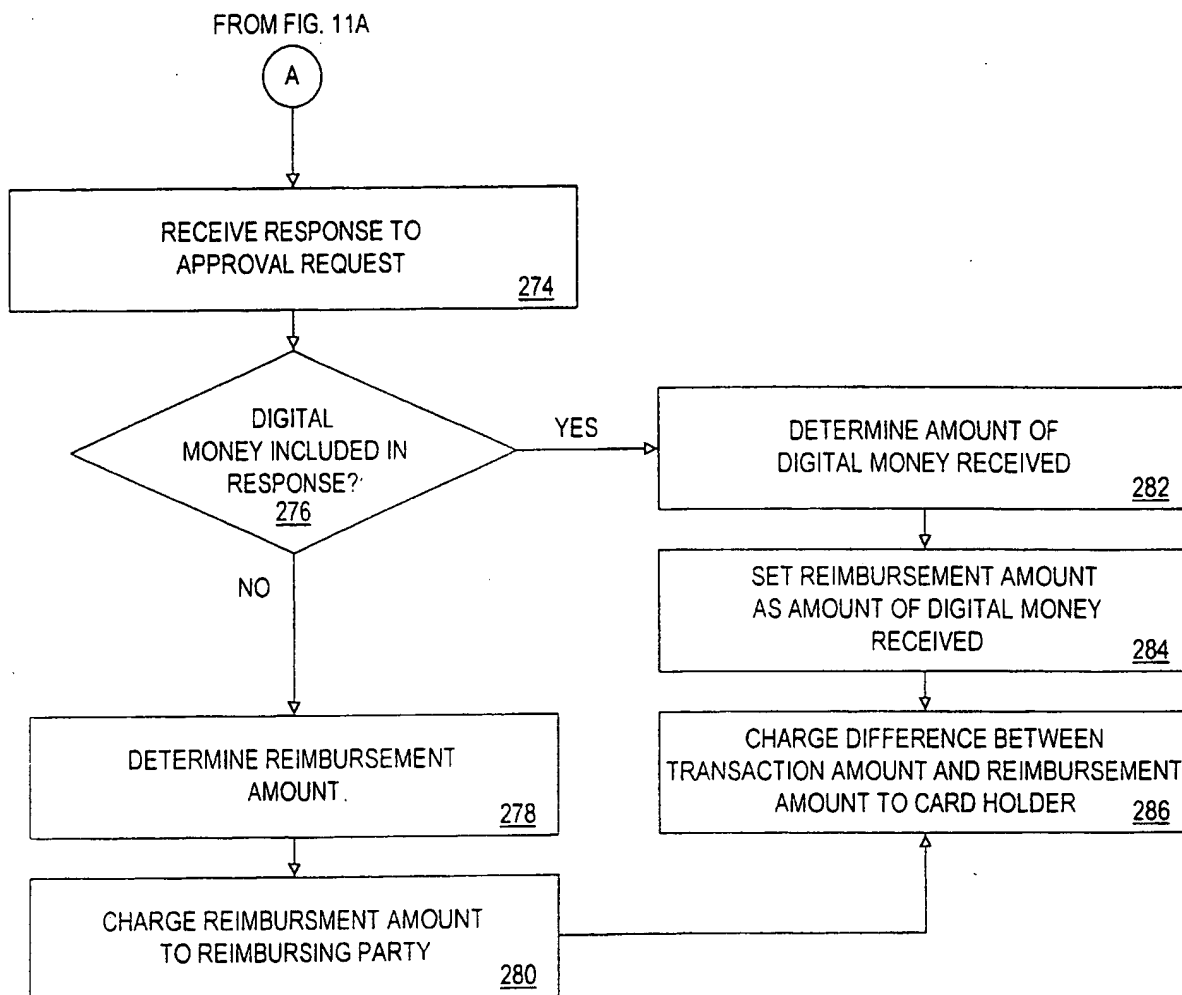 FROM FIG. 11A
A
RECEIVE RESPONSE TO
APPROVAL REQUEST
274
DIGITAL
MONEY INCLUDED IN
RESPONSE?
276
YES
NO
DETERMINE AMOUNT OF
DIGITAL MONEY RECEIVED
282
SET REIMBURSEMENT AMOUNT
AS AMOUNT OF DIGITAL MONEY
RECEIVED
284
DETERMINE REIMBURSEMENT
AMOUNT
278
CHARGE DIFFERENCE BETWEEN
TRANSACTION AMOUNT AND REIMBURSEMENT
AMOUNT TO CARD HOLDER
286
CHARGE REIMBURSMENT AMOUNT
TO REIMBURSING PARTY
280